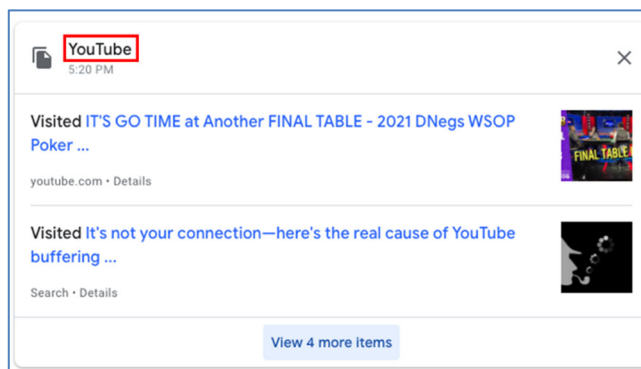 YouTube
5:20 PM
Visited IT'S GO TIME at Another FINAL TABLE - 2021 DNegs WSOP
Poker ...
FINAL TABLE
youtube.com • Details
Visited It's not your connection—here's the real cause of YouTube
buffering ...
Search • Details
View 4 more items